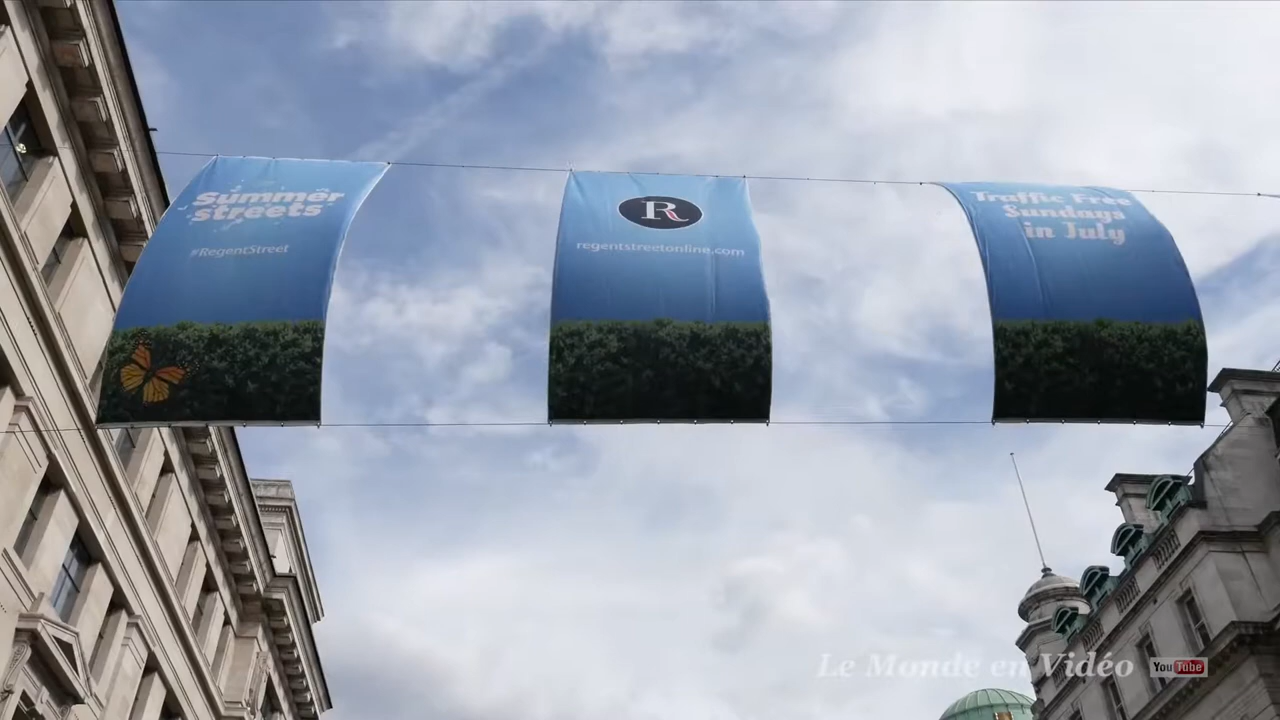 Summer
streets
#RegentStreet
R
regentstreetonline.com
Traffic Free
Sundays
in July
Le Monde en Vidéo
YouTube